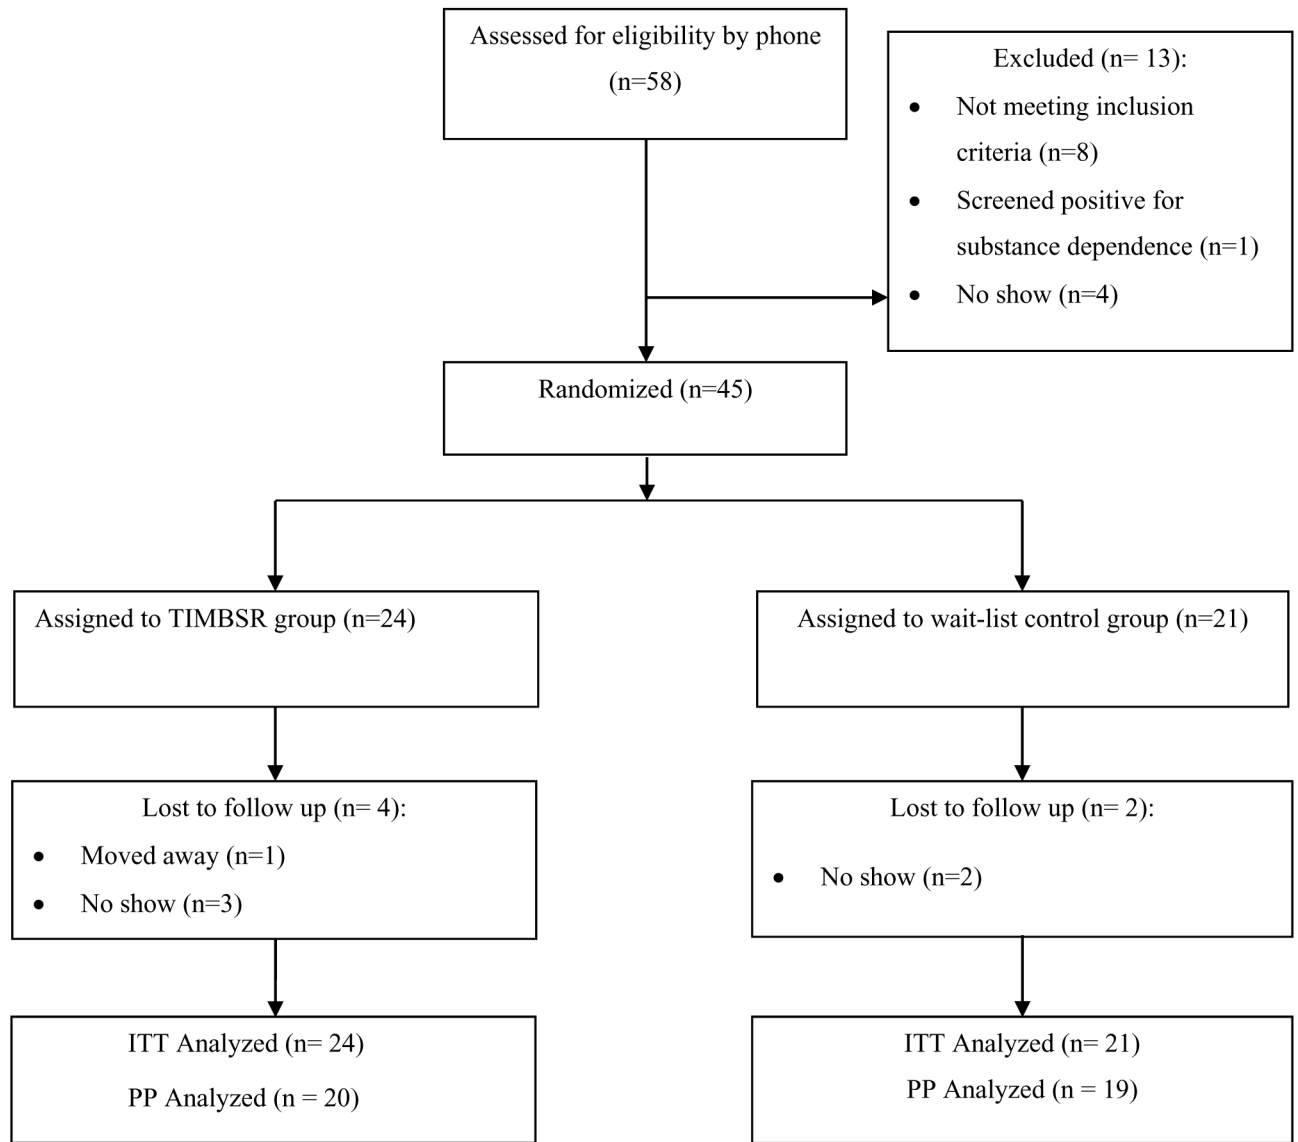 Assessed for eligibility by phone
(n=58)
Excluded (n= 13):
• Not meeting inclusion
criteria (n=8)
• Screened positive for
substance dependence (n=1)
• No show (n=4)
Randomized (n=45)
Assigned to TIMBSR group (n=24)
Assigned to wait-list control group (n=21)
Lost to follow up (n= 4):
• Moved away (n=1)
• No show (n=3)
Lost to follow up (n= 2):
• No show (n=2)
ITT Analyzed (n= 24)
PP Analyzed (n = 20)
ITT Analyzed (n= 21)
PP Analyzed (n = 19)